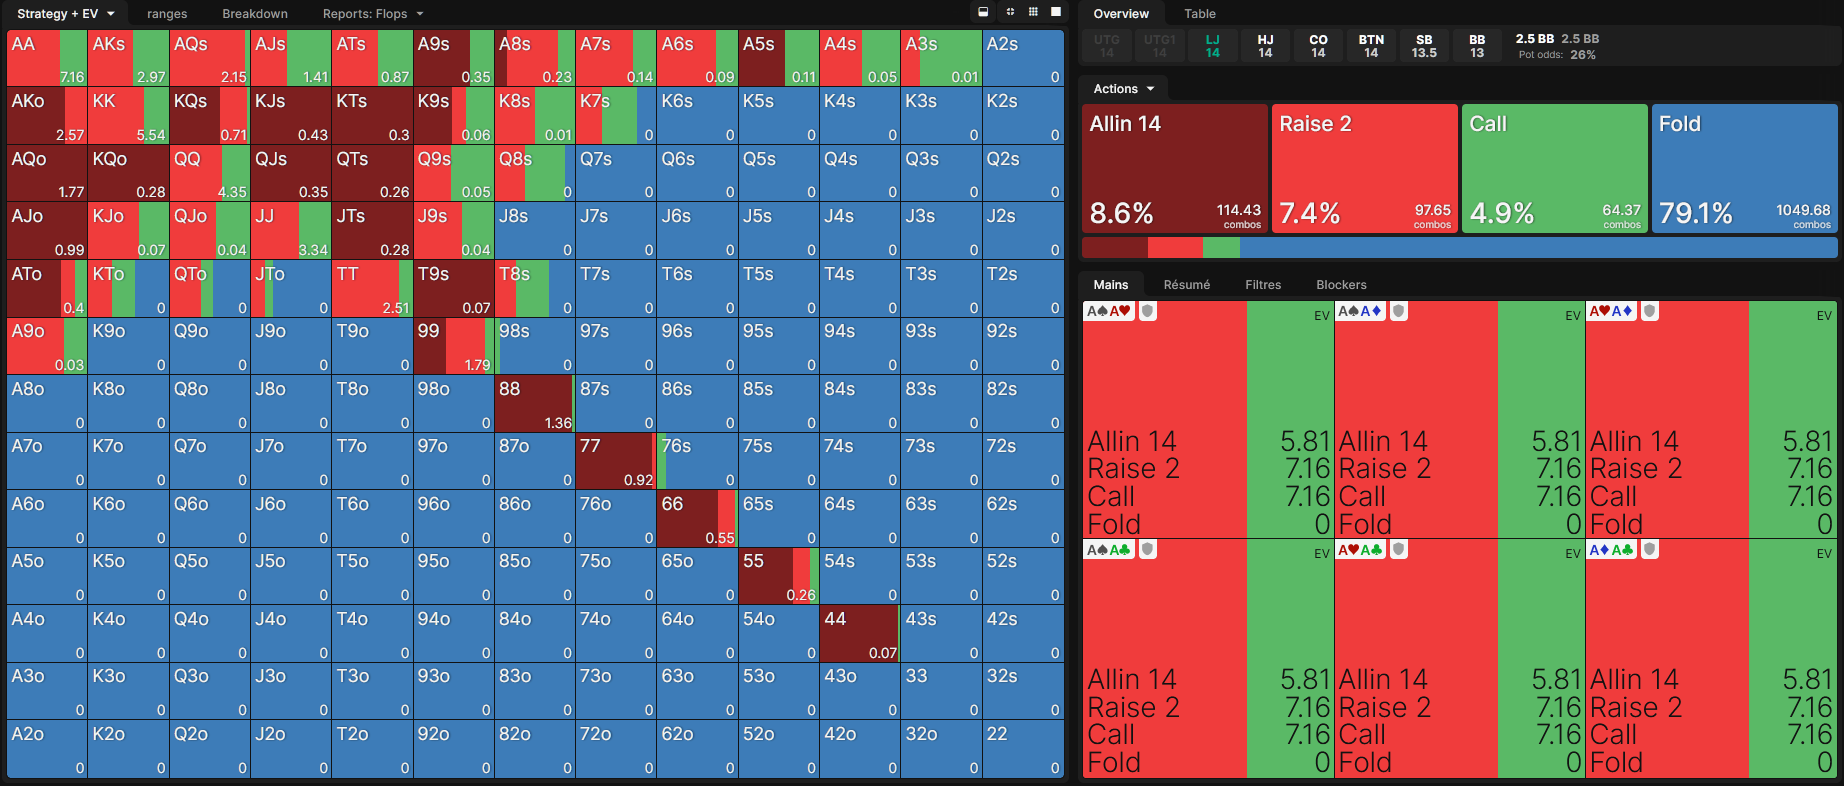 Strategy + EV ranges Breakdown Reports: Flops
AA AKs AQs AJs ATs A9s A8s A7s A6s A5s A4s A3s A2s
7.16 2.97 2.15 1.41 0.87 0.35 0.23 0.14 0.09 0.11 0.05 0.01 0
AKo KK KQs KJs KTs K9s K8s K7s K6s K5s K4s K3s K2s
2.57 5.54 0.71 0.43 0.3 0.06 0.01 0 0 0 0 0 0
AQo KQo QQ QJs QTs Q9s Q8s Q7s Q6s Q5s Q4s Q3s Q2s
1.77 0.28 4.35 0.35 0.26 0.05 0 0 0 0 0 0 0
AJo KJo QJo JJ JTs J9s J8s J7s J6s J5s J4s J3s J2s
0.99 0.07 0.04 3.34 0.28 0.04 0 0 0 0 0 0 0
ATo KTo QTo JTo TT T9s T8s T7s T6s T5s T4s T3s T2s
0.4 0 0 0 2.51 0.07 0 0 0 0 0 0 0
A9o K9o Q9o J9o T9o 99 98s 97s 96s 95s 94s 93s 92s
0.03 0 0 0 0 1.79 0 0 0 0 0 0 0
A8o K8o Q8o J8o T8o 98o 88 87s 86s 85s 84s 83s 82s
0 0 0 0 0 0 1.36 0 0 0 0 0 0
A7o K7o Q7o J7o T7o 97o 87o 77 76s 75s 74s 73s 72s
0 0 0 0 0 0 0 0.92 0 0 0 0 0
A6o K6o Q6o J6o T6o 96o 86o 76o 66 65s 64s 63s 62s
0 0 0 0 0 0 0 0 0.55 0 0 0 0
A5o K5o Q5o J5o T5o 95o 85o 75o 65o 55 54s 53s 52s
0 0 0 0 0 0 0 0 0 0.26 0 0 0
A4o K4o Q4o J4o T4o 94o 84o 74o 64o 54o 44 43s 42s
0 0 0 0 0 0 0 0 0 0 0.07 0 0
A3o K3o Q3o J3o T3o 93o 83o 73o 63o 53o 43o 33 32s
0 0 0 0 0 0 0 0 0 0 0 0 0
A2o K2o Q2o J2o T2o 92o 82o 72o 62o 52o 42o 32o 22
0 0 0 0 0 0 0 0 0 0 0 0 0
Overview Table
UTG UTG1 LJ HJ CO BTN SB BB 2.5 BB 2.5 BB
14 14 14 14 14 14 13.5 13 Pot odds: 26%
Actions
Allin 14 Raise 2 Call Fold
8.6% 114.43 combos 7.4% 97.65 combos 4.9% 64.37 combos 79.1% 1049.68 combos
Mains Résumé Filtres Blockers
A♠A♥ EV A♠A♦ EV A♥A♦ EV
Allin 14 5.81 Allin 14 5.81 Allin 14 5.81
Raise 2 7.16 Raise 2 7.16 Raise 2 7.16
Call 7.16 Call 7.16 Call 7.16
Fold 0 Fold 0 Fold 0
A♠A♣ EV A♥A♣ EV A♦A♣ EV
Allin 14 5.81 Allin 14 5.81 Allin 14 5.81
Raise 2 7.16 Raise 2 7.16 Raise 2 7.16
Call 7.16 Call 7.16 Call 7.16
Fold 0 Fold 0 Fold 0